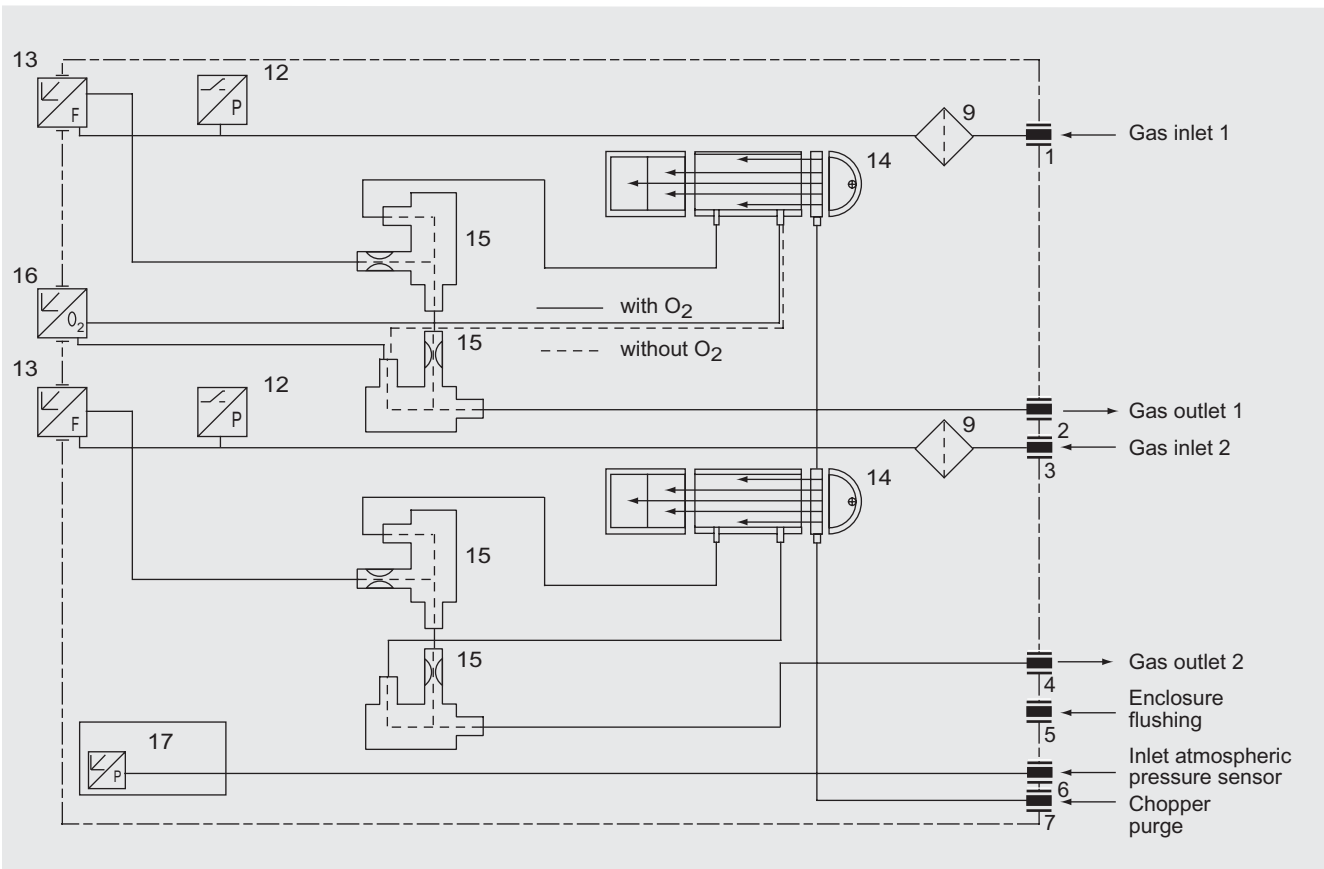 13
F
12
P
9
1
Gas inlet 1
14
15
16
O2
with O2
15
without O2
13
F
12
P
2
Gas outlet 1
9
3
Gas inlet 2
14
15
15
4
Gas outlet 2
5
Enclosure
flushing
17
P
6
Inlet atmospheric
pressure sensor
7
Chopper
purge